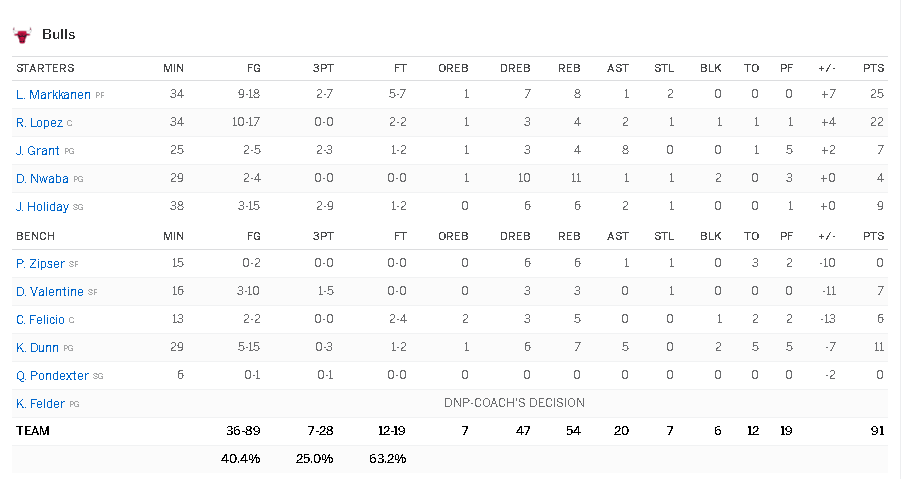 Bulls
STARTERS MIN FG 3PT FT OREB DREB REB AST STL BLK TO PF +/- PTS
L. Markkanen PF 34 9-18 2-7 5-7 1 7 8 1 2 0 0 0 +7 25
R. Lopez C 34 10-17 0-0 2-2 1 3 4 2 1 1 1 1 +4 22
J. Grant PG 25 2-5 2-3 1-2 1 3 4 8 0 0 1 5 +2 7
D. Nwaba PG 29 2-4 0-0 0-0 1 10 11 1 1 2 0 3 +0 4
J. Holiday SG 38 3-15 2-9 1-2 0 6 6 2 1 0 0 1 +0 9
BENCH MIN FG 3PT FT OREB DREB REB AST STL BLK TO PF +/- PTS
P. Zipser SF 15 0-2 0-0 0-0 0 6 6 1 1 0 3 2 -10 0
D. Valentine SF 16 3-10 1-5 0-0 0 3 3 0 1 0 0 0 -11 7
C. Felicio C 13 2-2 0-0 2-4 2 3 5 0 0 1 2 2 -13 6
K. Dunn PG 29 5-15 0-3 1-2 1 6 7 5 0 2 5 5 -7 11
Q. Pondexter SG 6 0-1 0-1 0-0 0 0 0 0 0 0 0 0 -2 0
K. Felder PG DNP-COACH'S DECISION
TEAM 36-89 7-28 12-19 7 47 54 20 7 6 12 19 91
40.4% 25.0% 63.2%